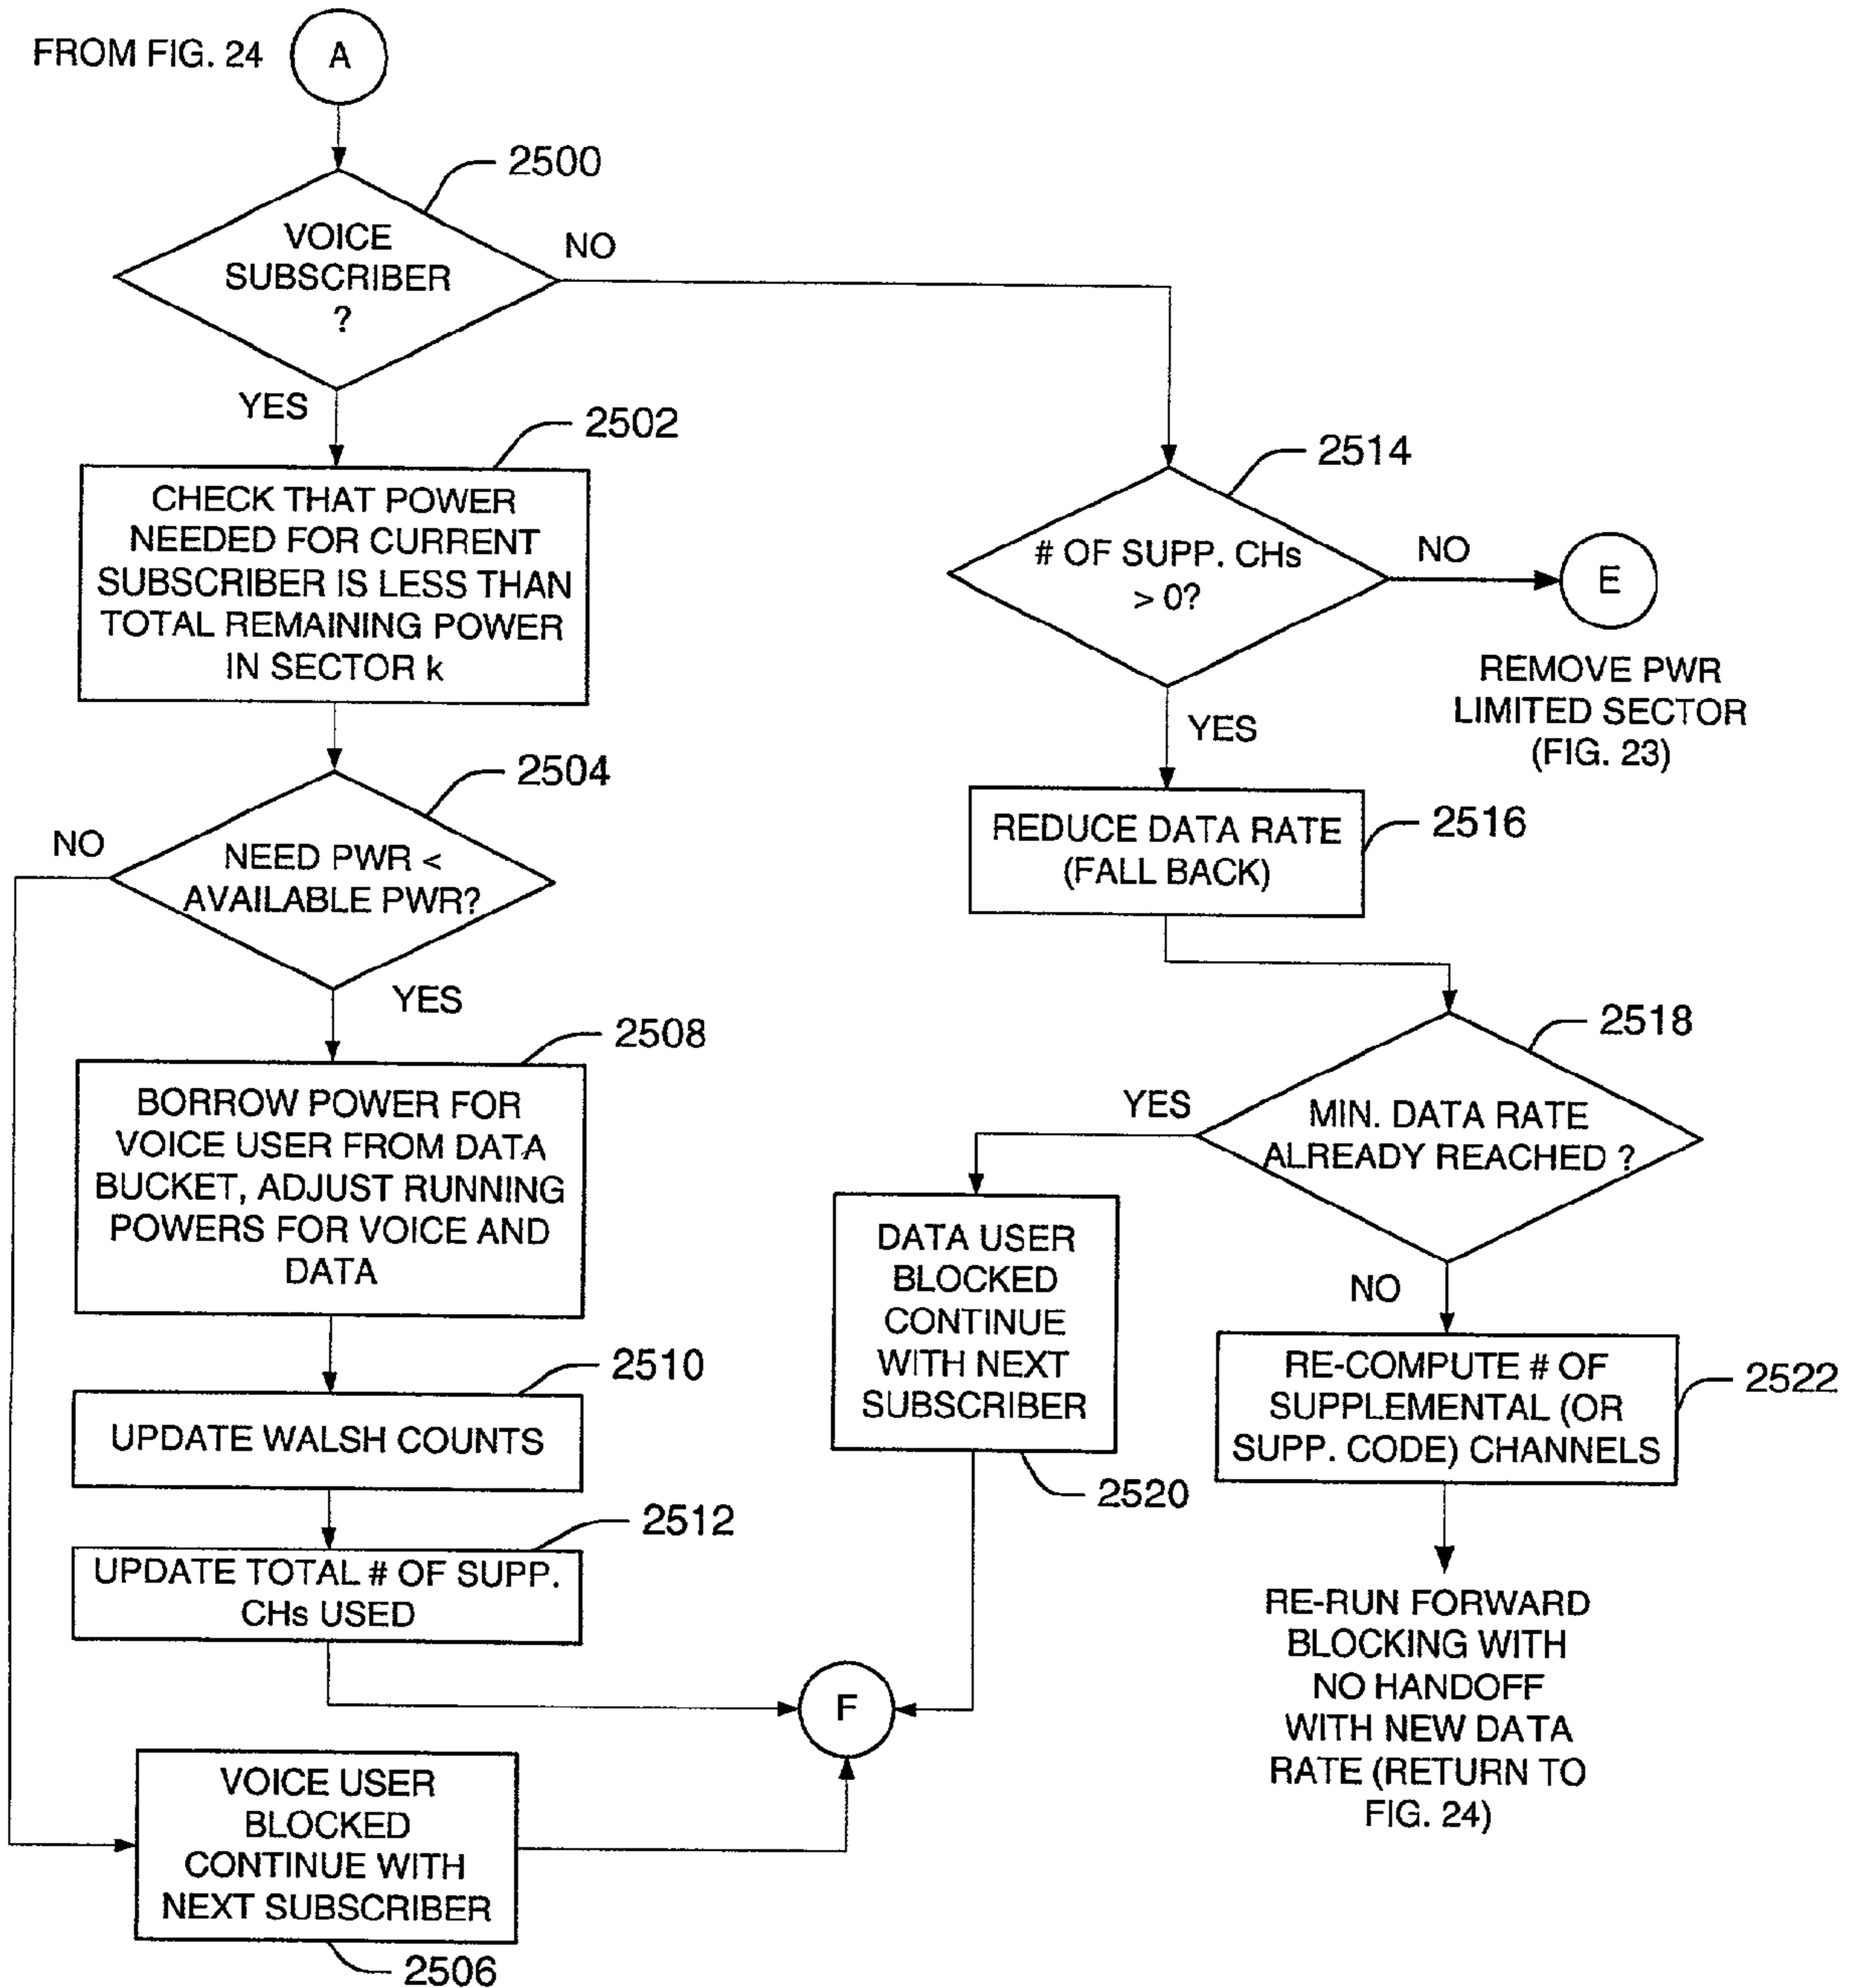 FROM FIG. 24
A
2500
VOICE
SUBSCRIBER
?
NO
YES
2502
CHECK THAT POWER
NEEDED FOR CURRENT
SUBSCRIBER IS LESS THAN
TOTAL REMAINING POWER
IN SECTOR k
2504
NO
NEED PWR <
AVAILABLE PWR?
YES
2508
BORROW POWER FOR
VOICE USER FROM DATA
BUCKET, ADJUST RUNNING
POWERS FOR VOICE AND
DATA
2510
UPDATE WALSH COUNTS
2512
UPDATE TOTAL # OF SUPP.
CHs USED
VOICE USER
BLOCKED
CONTINUE WITH
NEXT SUBSCRIBER
2506
F
2514
# OF SUPP. CHs
> 0?
NO
E
REMOVE PWR
LIMITED SECTOR
(FIG. 23)
YES
REDUCE DATA RATE
(FALL BACK)
2516
2518
YES
MIN. DATA RATE
ALREADY REACHED ?
NO
DATA USER
BLOCKED
CONTINUE
WITH NEXT
SUBSCRIBER
2520
RE-COMPUTE # OF
SUPPLEMENTAL (OR
SUPP. CODE) CHANNELS
2522
RE-RUN FORWARD
BLOCKING WITH
NO HANDOFF
WITH NEW DATA
RATE (RETURN TO
FIG. 24)